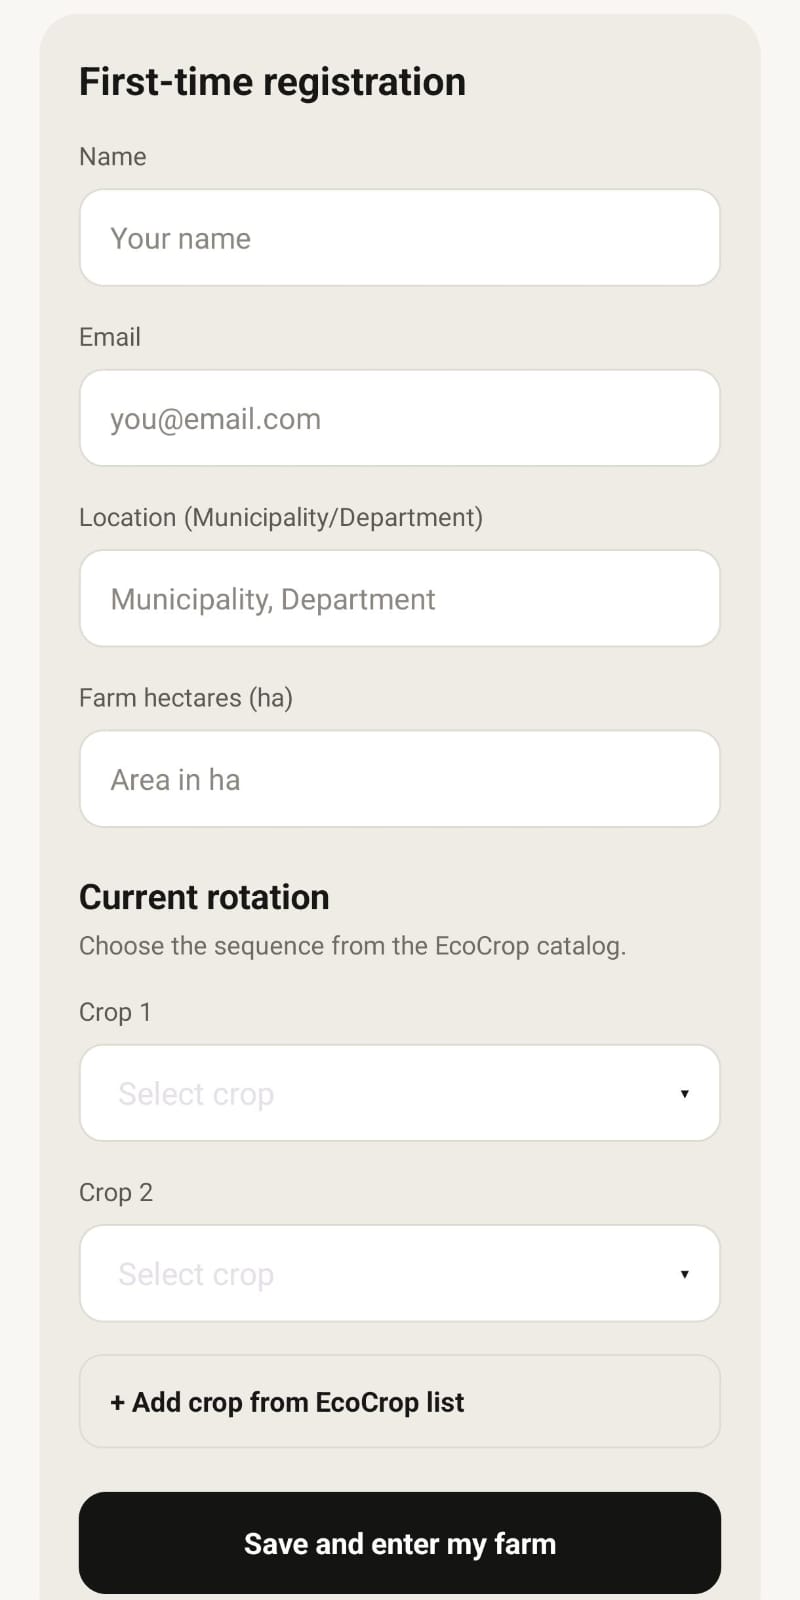 First-time registration
Name
Your name
Email
you@email.com
Location (Municipality/Department)
Municipality, Department
Farm hectares (ha)
Area in ha
Current rotation
Choose the sequence from the EcoCrop catalog.
Crop 1
Select crop
Crop 2
Select crop
+ Add crop from EcoCrop list
Save and enter my farm